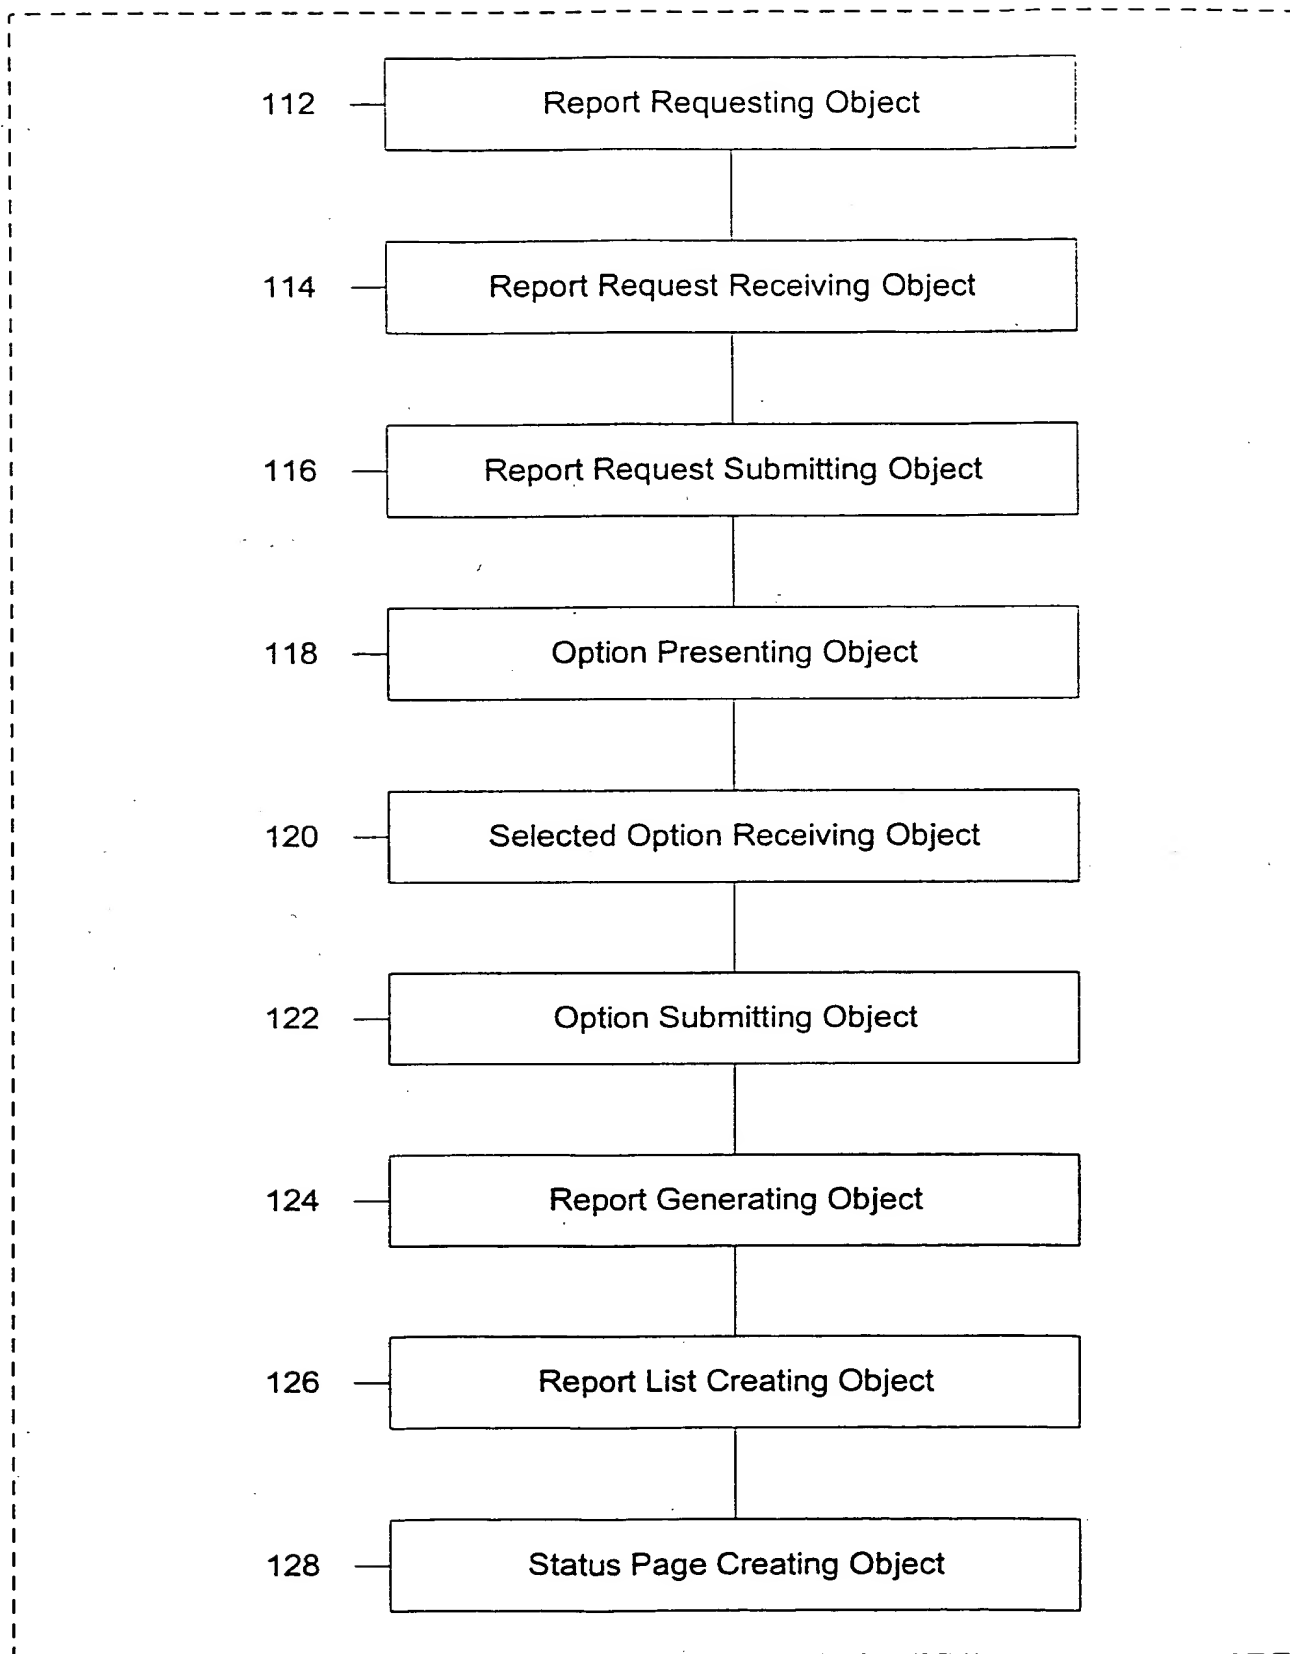 112 Report Requesting Object
114 Report Request Receiving Object
116 Report Request Submitting Object
118 Option Presenting Object
120 Selected Option Receiving Object
122 Option Submitting Object
124 Report Generating Object
126 Report List Creating Object
128 Status Page Creating Object